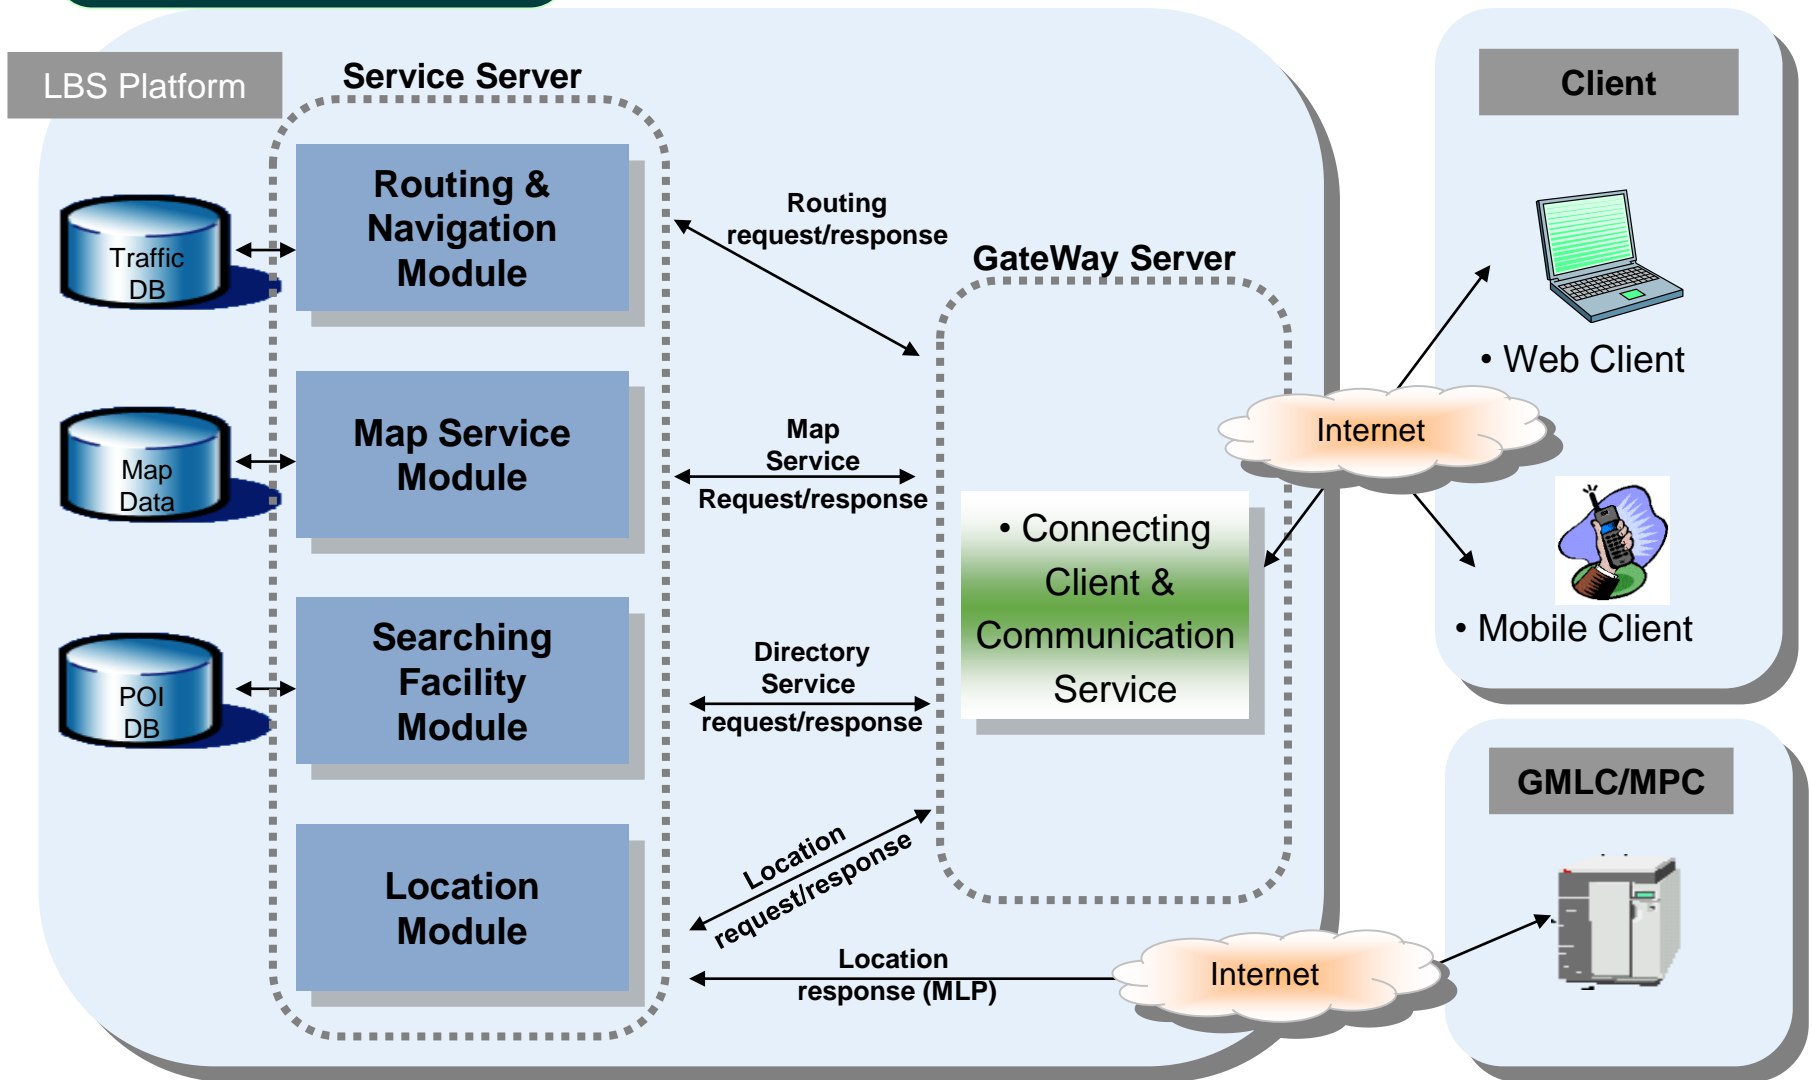 LBS Platform
Service Server
Routing &
Navigation
Module
Traffic
DB
Map Service
Module
Map
Data
Searching
Facility
Module
POI
DB
Location
Module
Routing
request/response
Map
Service
Request/response
Directory
Service
request/response
Location
request/response
Location
response (MLP)
GateWay Server
• Connecting
Client &
Communication
Service
Internet
Internet
Client
• Web Client
• Mobile Client
GMLC/MPC